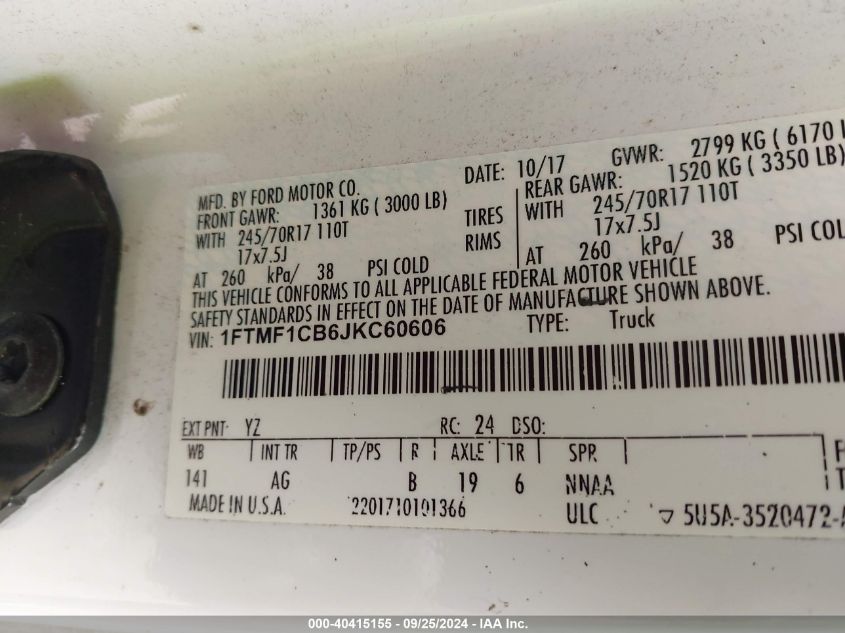 MFD. BY FORD MOTOR CO.
DATE: 10/17 GVWR: 2799 KG ( 6170
FRONT GAWR: 1361 KG ( 3000 LB)
REAR GAWR: 1520 KG ( 3350 LB)
WITH 245/70R17 110T TIRES WITH 245/70R17 110T
17x7.5J RIMS 17x7.5J
AT 260 kPa/ 38 PSI COLD AT 260 kPa/ 38 PSI COL
THIS VEHICLE CONFORMS TO ALL APPLICABLE FEDERAL MOTOR VEHICLE
SAFETY STANDARDS IN EFFECT ON THE DATE OF MANUFACTURE SHOWN ABOVE.
VIN: 1FTMF1CB6JKC60606 TYPE: Truck
EXT PNT: YZ RC: 24 DSO:
WB INT TR TP/PS R AXLE TR SPR
141 AG B 19 6 NNAA
MADE IN U.S.A. 2201710101366 ULC 5U5A-3520472-
000-40415155 - 09/25/2024 - IAA Inc.